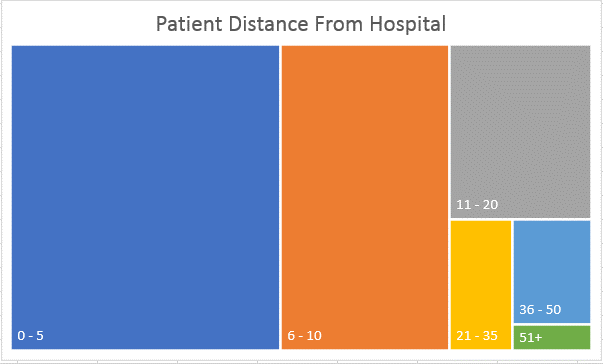 Patient Distance From Hospital
0 - 5
6 - 10
11 - 20
21 - 35
36 - 50
51+